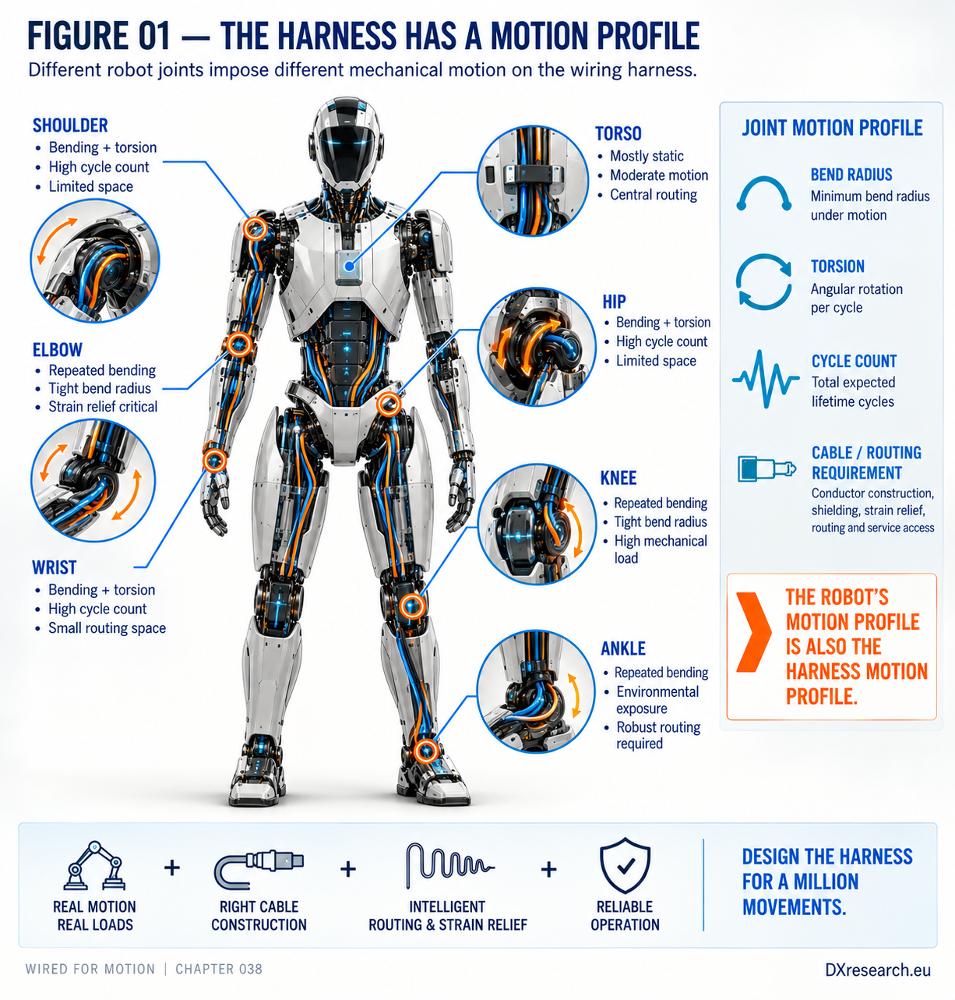 FIGURE 01 — THE HARNESS HAS A MOTION PROFILE
Different robot joints impose different mechanical motion on the wiring harness.
SHOULDER
• Bending + torsion
• High cycle count
• Limited space
ELBOW
• Repeated bending
• Tight bend radius
• Strain relief critical
WRIST
• Bending + torsion
• High cycle count
• Small routing space
TORSO
• Mostly static
• Moderate motion
• Central routing
HIP
• Bending + torsion
• High cycle count
• Limited space
KNEE
• Repeated bending
• Tight bend radius
• High mechanical
load
ANKLE
• Repeated bending
• Environmental
exposure
• Robust routing
required
JOINT MOTION PROFILE
BEND RADIUS
Minimum bend radius
under motion
TORSION
Angular rotation
per cycle
CYCLE COUNT
Total expected
lifetime cycles
CABLE / ROUTING
REQUIREMENT
Conductor construction,
shielding, strain relief,
routing and service access
THE ROBOT'S
MOTION PROFILE
IS ALSO THE
HARNESS MOTION
PROFILE.
REAL MOTION
REAL LOADS
+
RIGHT CABLE
CONSTRUCTION
+
INTELLIGENT
ROUTING & STRAIN RELIEF
+
RELIABLE
OPERATION
DESIGN THE HARNESS
FOR A MILLION
MOVEMENTS.
WIRED FOR MOTION | CHAPTER 038
DXresearch.eu